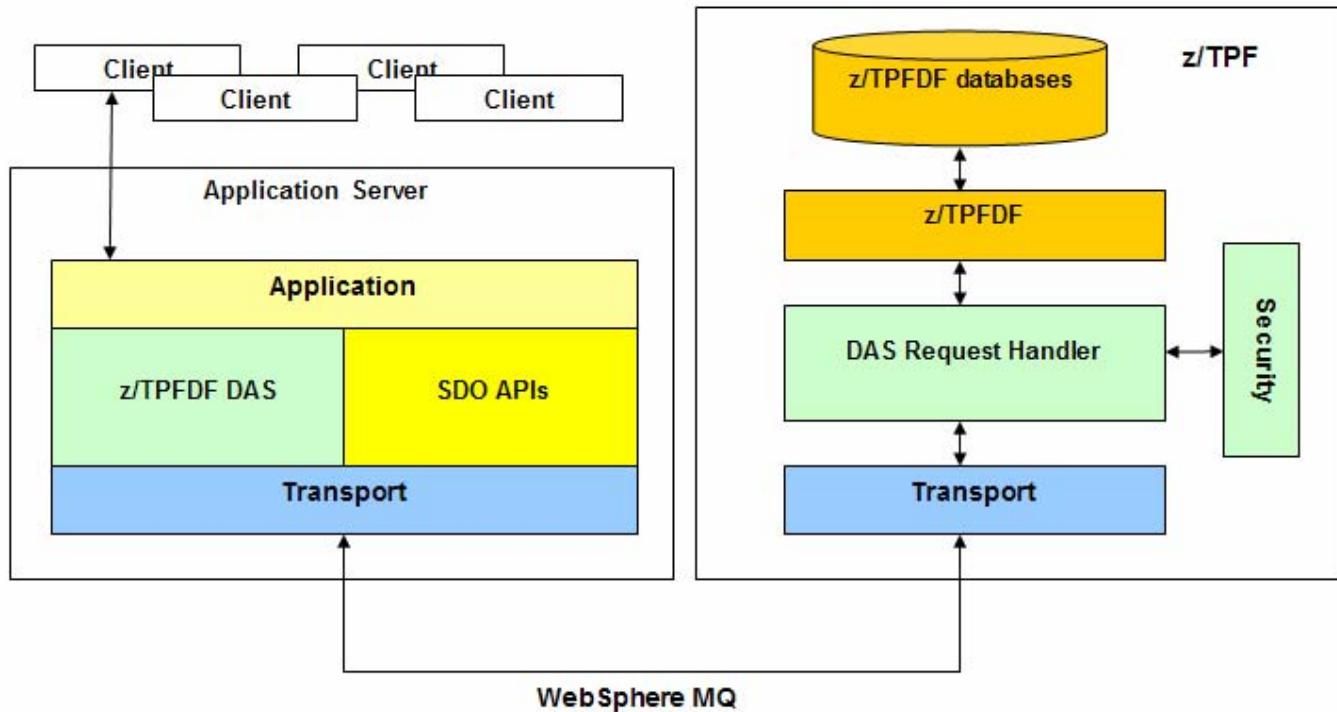 Client
Client
Client
Client
Application Server
Application
z/TPFDF DAS
SDO APIs
Transport
z/TPF
z/TPFDF databases
z/TPFDF
DAS Request Handler
Security
Transport
WebSphere MQ